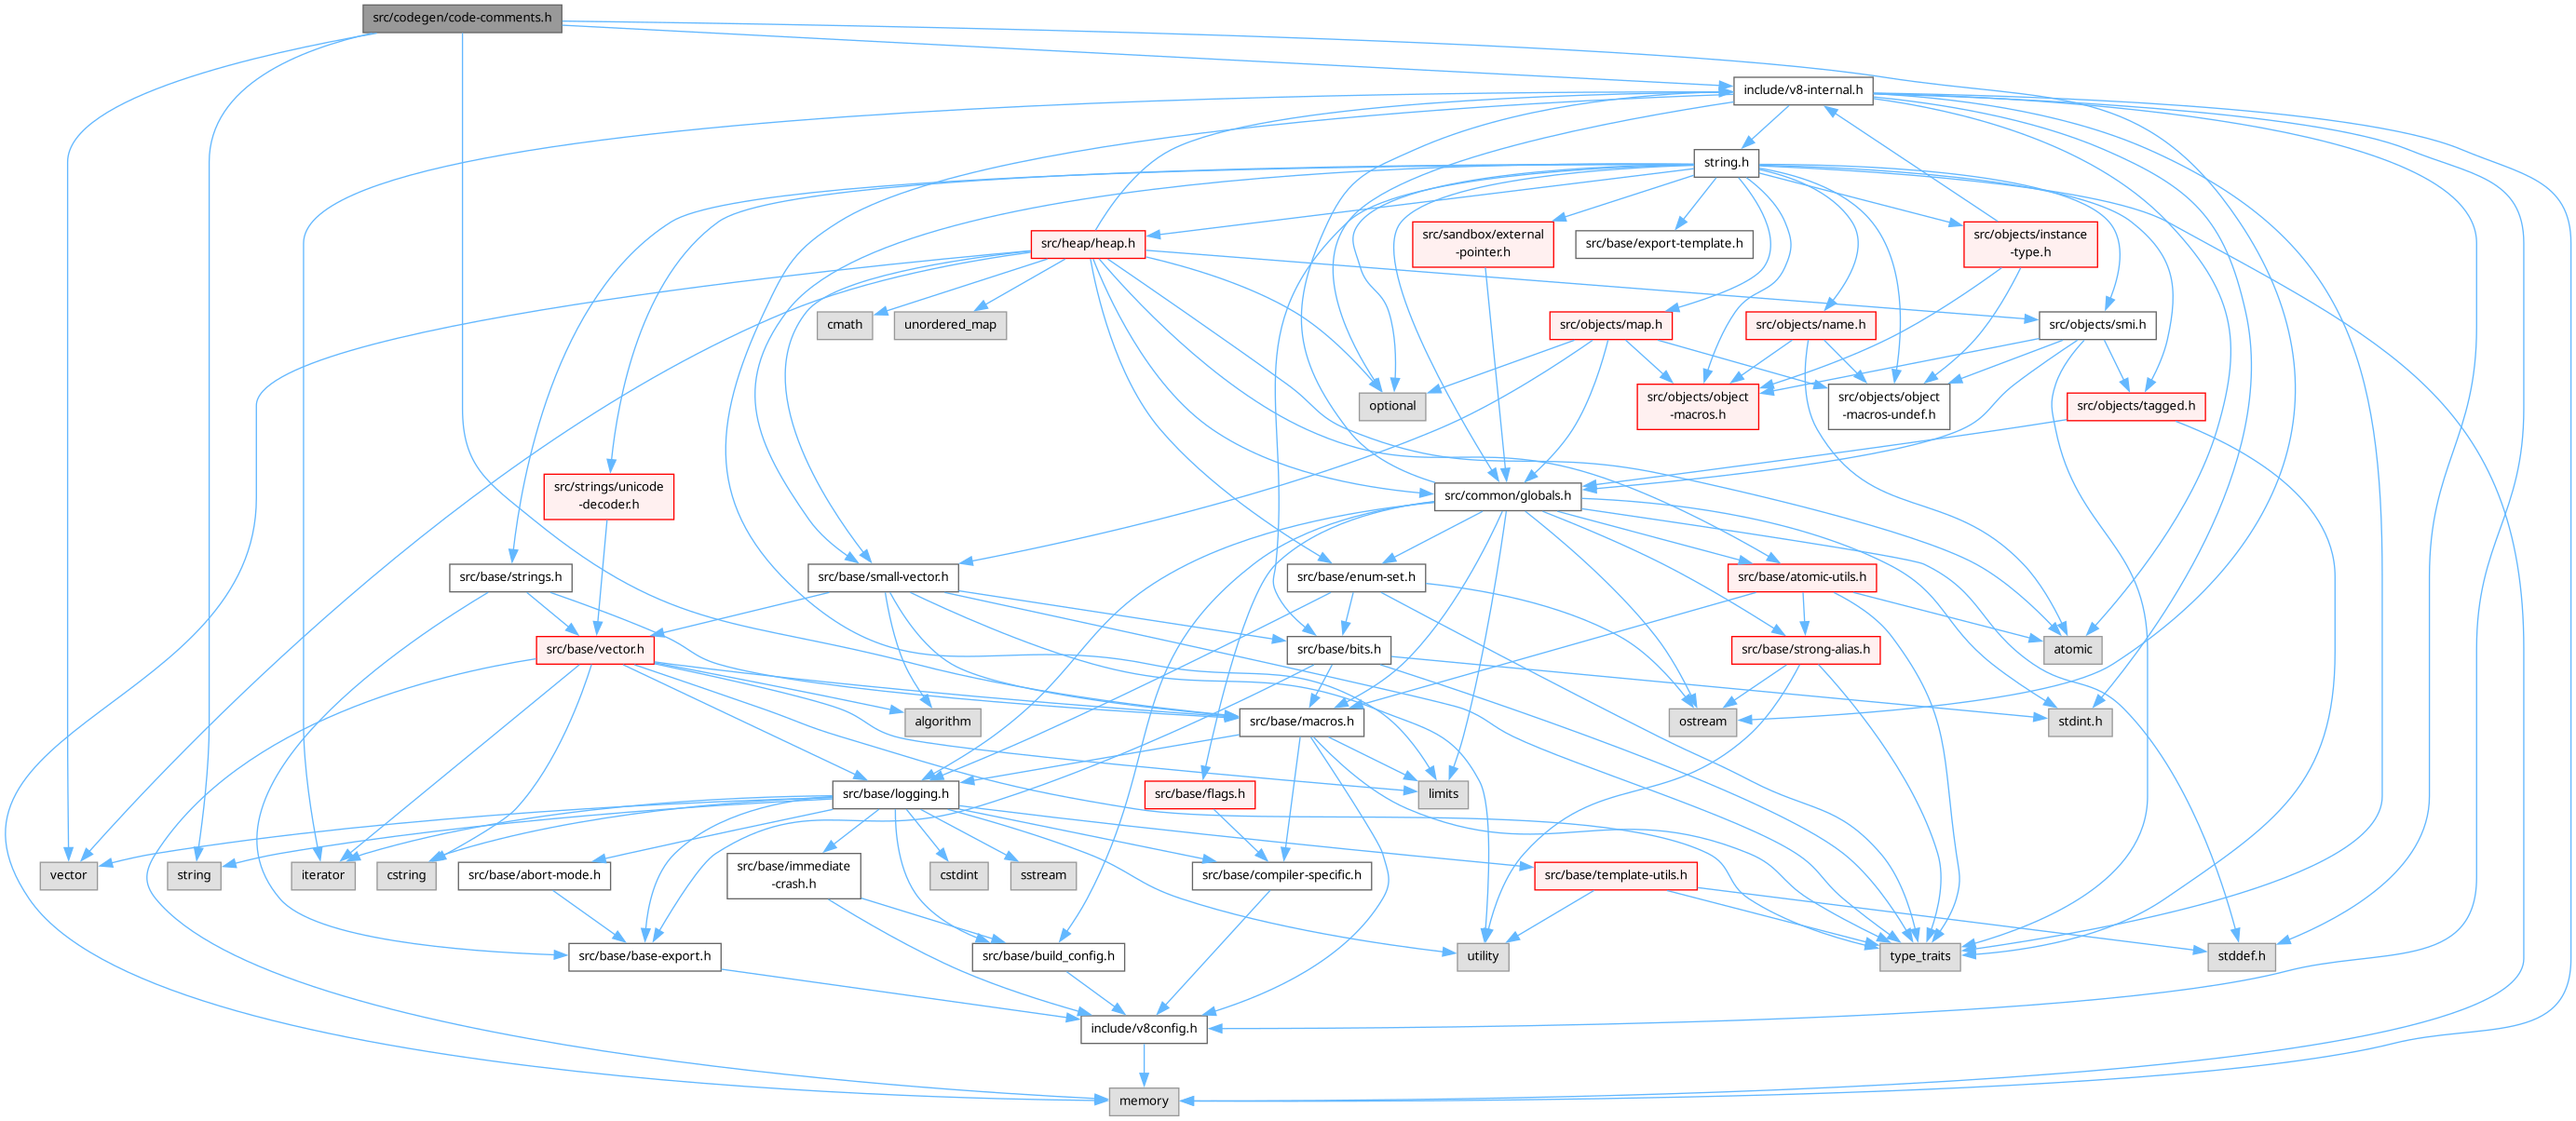 src/codegen/code-comments.h
include/v8-internal.h
string.h
src/heap/heap.h
src/sandbox/external
-pointer.h
src/base/export-template.h
src/objects/instance
-type.h
cmath
unordered_map
src/objects/map.h
src/objects/name.h
src/objects/smi.h
optional
src/objects/object
-macros.h
src/objects/object
-macros-undef.h
src/objects/tagged.h
src/strings/unicode
-decoder.h
src/common/globals.h
src/base/strings.h
src/base/small-vector.h
src/base/enum-set.h
src/base/atomic-utils.h
src/base/vector.h
src/base/bits.h
src/base/strong-alias.h
atomic
algorithm
src/base/macros.h
ostream
stdint.h
src/base/logging.h
src/base/flags.h
limits
vector
string
iterator
cstring
src/base/abort-mode.h
src/base/immediate
-crash.h
cstdint
sstream
src/base/compiler-specific.h
src/base/template-utils.h
src/base/base-export.h
src/base/build_config.h
utility
type_traits
stddef.h
include/v8config.h
memory